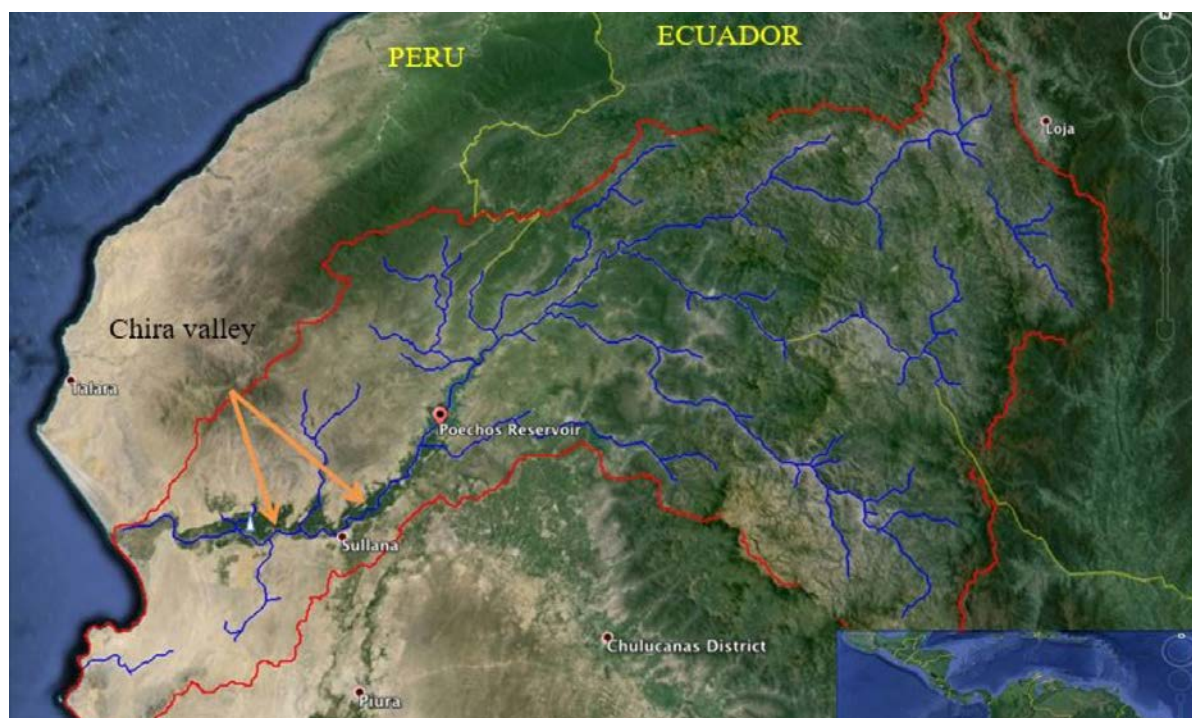 ECUADOR
PERU
Loja
Chira valley
Talara
Poechos Reservoir
Sullana
Chulucanas District
Piura
N